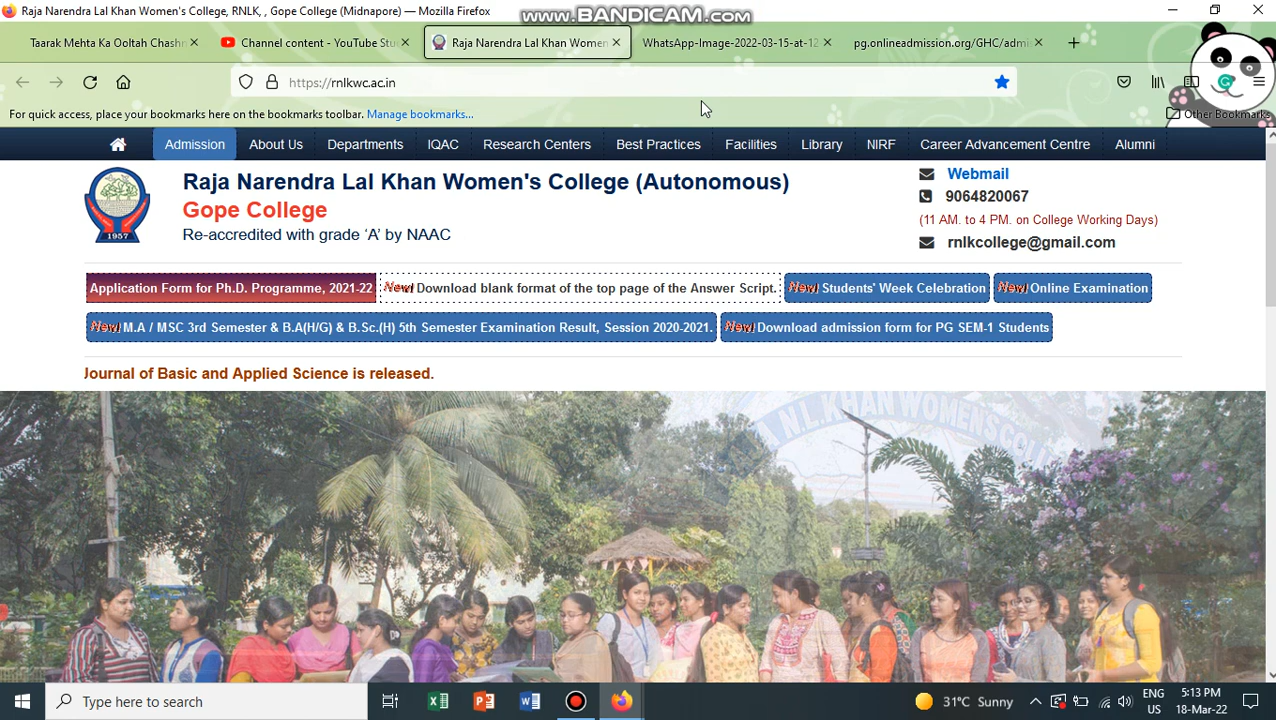 Raja Narendra Lal Khan Women's College, RNLK, , Gope College (Midnapore) — Mozilla Firefox
www.BANDICAM.com
Taarak Mehta Ka Ooltah Chashm
Channel content - YouTube Stu
Raja Narendra Lal Khan Women
WhatsApp-Image-2022-03-15-at-12
pg.onlineadmission.org/GHC/admi
https://rnlkwc.ac.in
For quick access, place your bookmarks here on the bookmarks toolbar. Manage bookmarks...
Other Bookmarks
Admission About Us Departments IQAC Research Centers Best Practices Facilities Library NIRF Career Advancement Centre Alumni
1957
Raja Narendra Lal Khan Women's College (Autonomous)
Gope College
Re-accredited with grade ‘A’ by NAAC
Webmail
9064820067
(11 AM. to 4 PM. on College Working Days)
rnlkcollege@gmail.com
Application Form for Ph.D. Programme, 2021-22
New! Download blank format of the top page of the Answer Script.
New! Students' Week Celebration
New! Online Examination
New! M.A / MSC 3rd Semester & B.A(H/G) & B.Sc.(H) 5th Semester Examination Result, Session 2020-2021.
New! Download admission form for PG SEM-1 Students
Journal of Basic and Applied Science is released.
N.L. KHAN WOMEN'S COLL
Type here to search
31°C Sunny
ENG
US
5:13 PM
18-Mar-22